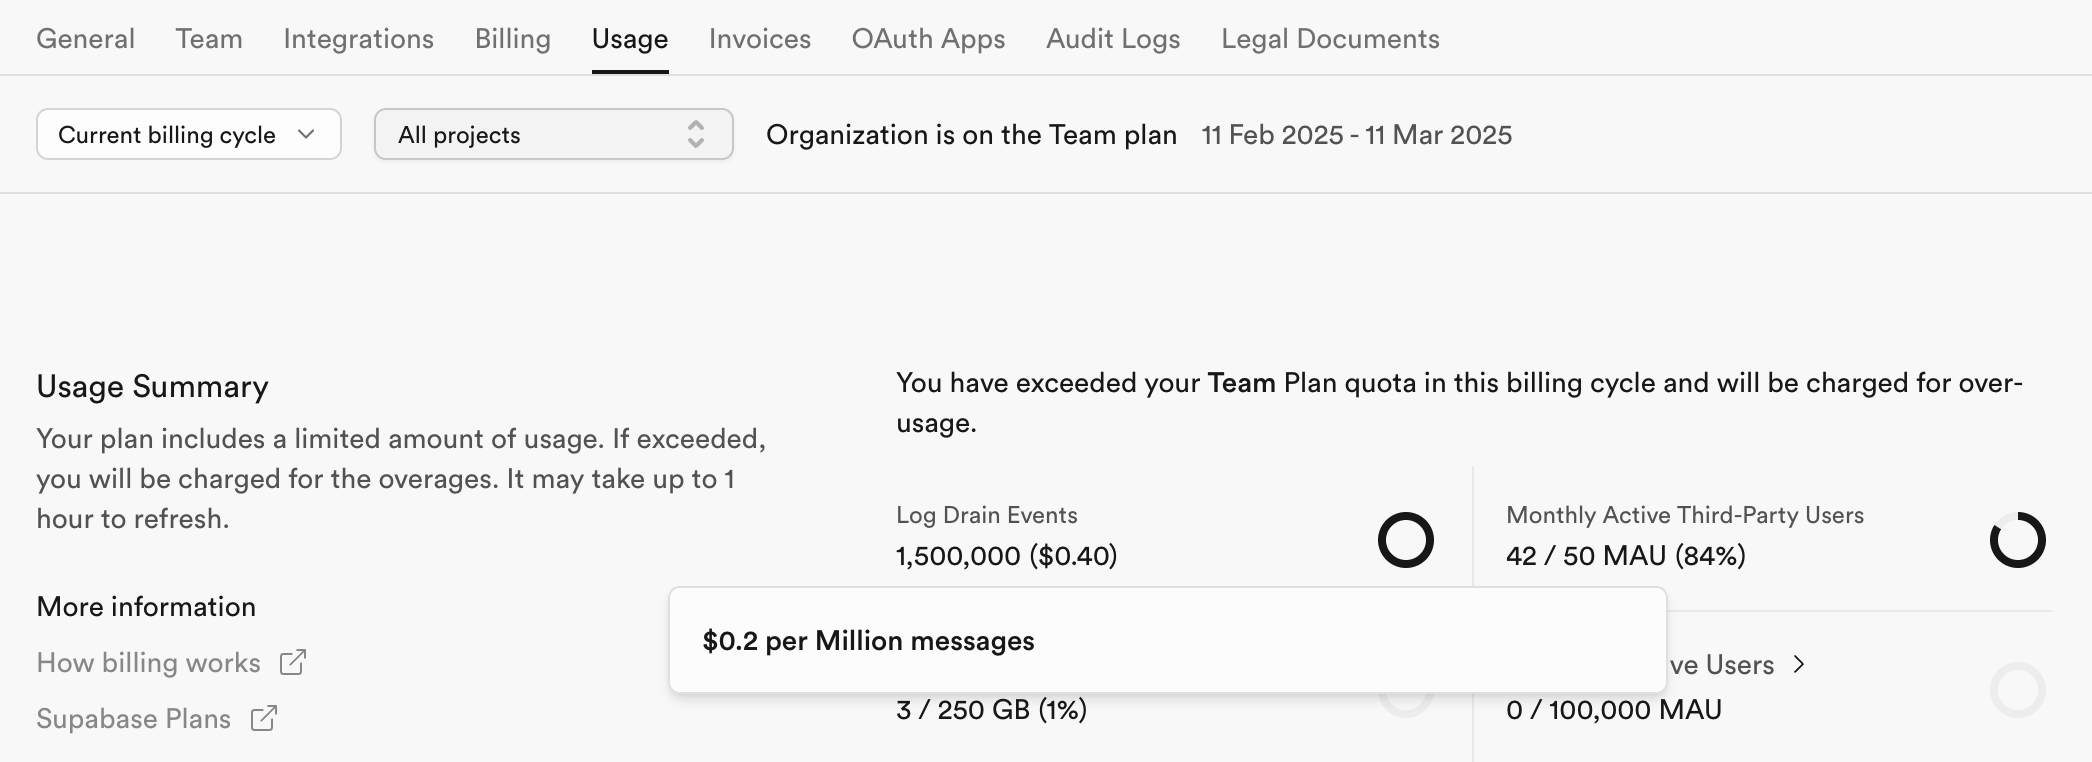 General Team Integrations Billing Usage Invoices OAuth Apps Audit Logs Legal Documents
Current billing cycle All projects Organization is on the Team plan 11 Feb 2025 - 11 Mar 2025
Usage Summary
Your plan includes a limited amount of usage. If exceeded,
you will be charged for the overages. It may take up to 1
hour to refresh.
More information
How billing works
Supabase Plans
You have exceeded your Team Plan quota in this billing cycle and will be charged for over-
usage.
Log Drain Events
1,500,000 ($0.40)
Monthly Active Third-Party Users
42 / 50 MAU (84%)
$0.2 per Million messages
3 / 250 GB (1%)
ve Users
0 / 100,000 MAU